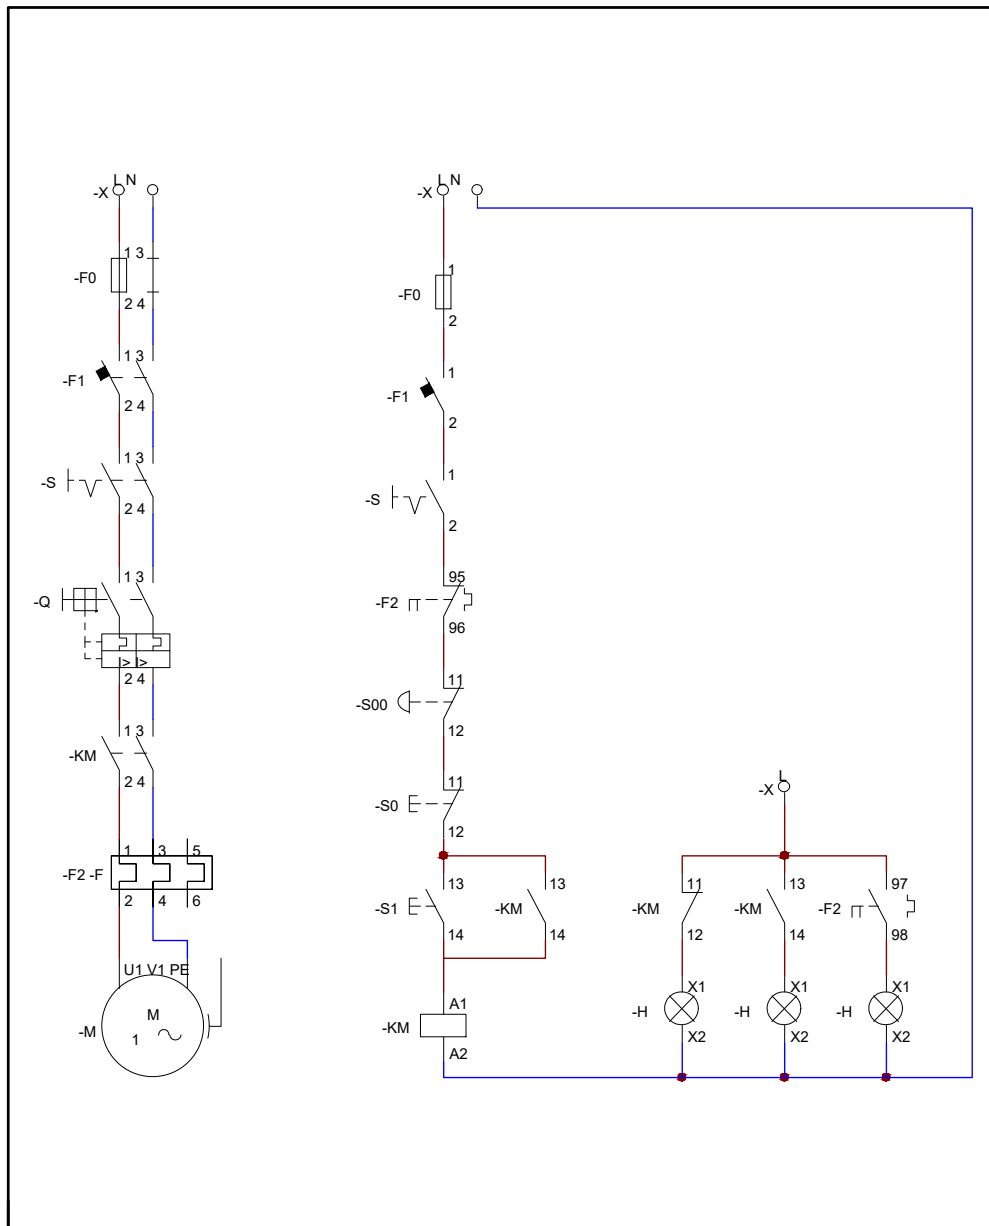 L N
-X
1 3
-F0
2 4
1 3
-F1
2 4
1 3
-S
2 4
1 3
-Q
I> I>
2 4
1 3
-KM
2 4
1 3 5
-F2 -F
2 4 6
U1 V1 PE
M
-M
1
L N
-X
1
-F0
2
1
-F1
2
1
-S
2
95
-F2
96
11
-S00
12
11
-S0
12
13
-S1
14
13
-KM
14
A1
-KM
A2
L
-X
11
-KM
12
13
-KM
14
97
-F2
98
X1
-H
X2
X1
-H
X2
X1
-H
X2